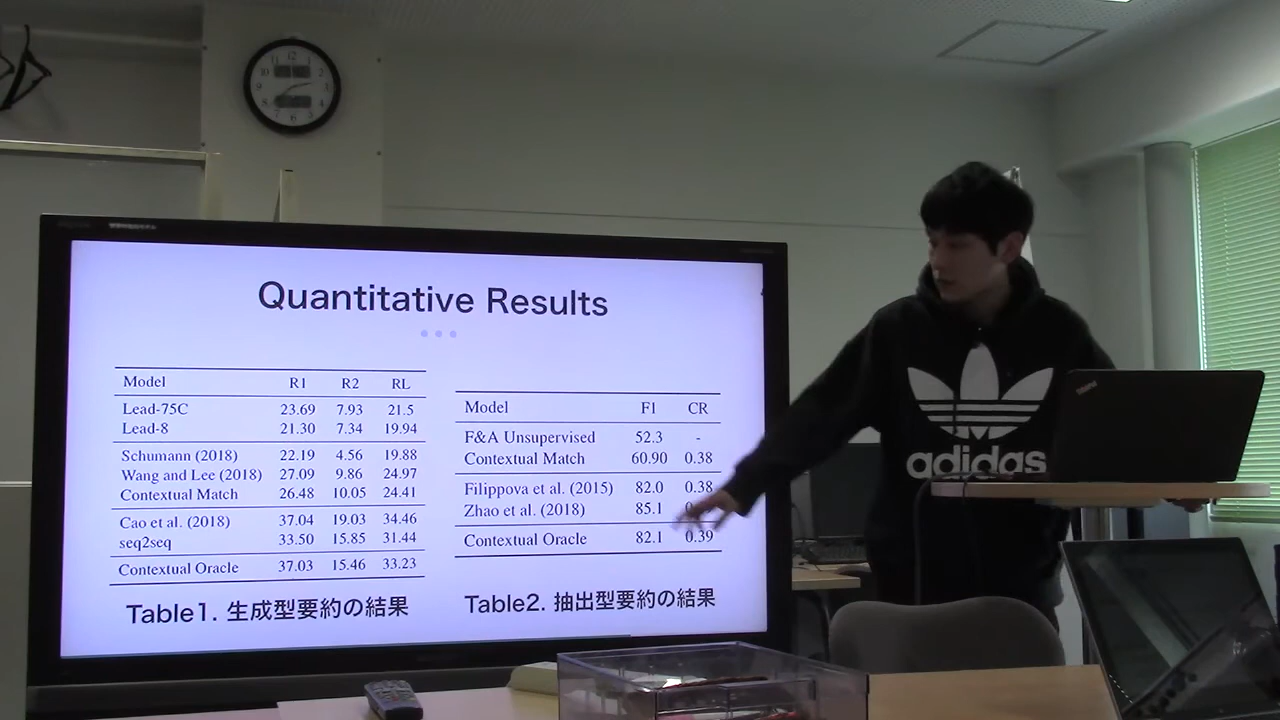 Quantitative Results
Model R1 R2 RL
Lead-75C 23.69 7.93 21.5
Lead-8 21.30 7.34 19.94
Schumann (2018) 22.19 4.56 19.88
Wang and Lee (2018) 27.09 9.86 24.97
Contextual Match 26.48 10.05 24.41
Cao et al. (2018) 37.04 19.03 34.46
seq2seq 33.50 15.85 31.44
Contextual Oracle 37.03 15.46 33.23
Table1. 生成型要約の結果
Model F1 CR
F&A Unsupervised 52.3 -
Contextual Match 60.90 0.38
Filippova et al. (2015) 82.0 0.38
Zhao et al. (2018) 85.1
Contextual Oracle 82.1 0.39
Table2. 抽出型要約の結果
adidas
ThinkPad